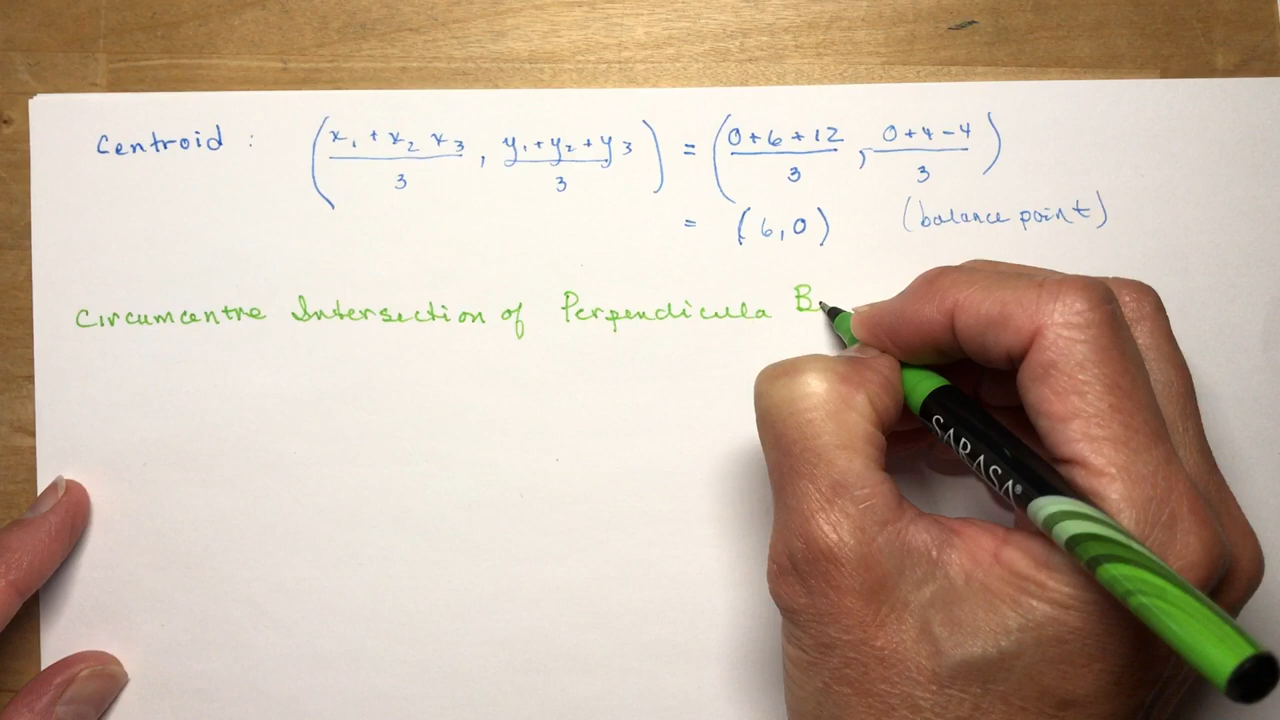 Centroid : (x₁ + x₂ x₃ / 3 , y₁ + y₂ + y₃ / 3) = (0+6+12 / 3 , 0+4-4 / 3)
= (6,0) (balance point)
Circumcentre Intersection of Perpendicula B
SARASA®